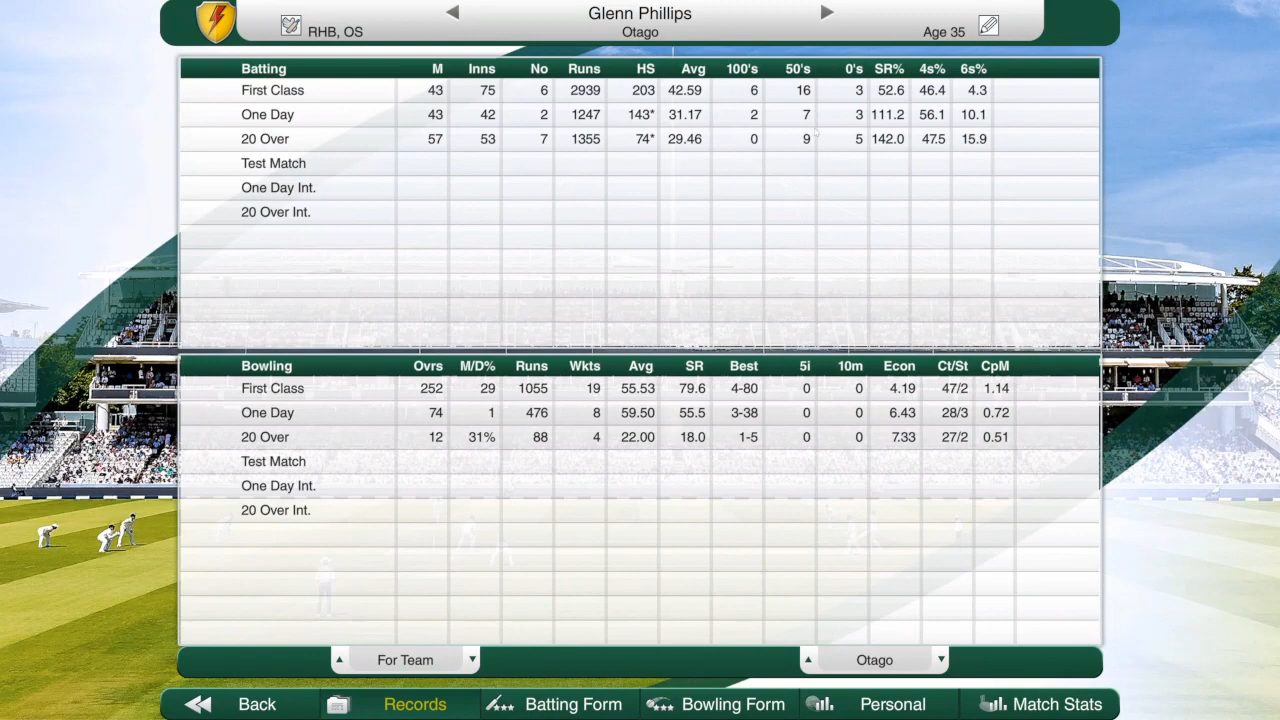 Glenn Phillips
RHB, OS Otago Age 35
Batting M Inns No Runs HS Avg 100's 50's 0's SR% 4s% 6s%
First Class 43 75 6 2939 203 42.59 6 16 3 52.6 46.4 4.3
One Day 43 42 2 1247 143* 31.17 2 7 3 111.2 56.1 10.1
20 Over 57 53 7 1355 74* 29.46 0 9 5 142.0 47.5 15.9
Test Match
One Day Int.
20 Over Int.
Bowling Ovrs M/D% Runs Wkts Avg SR Best 5i 10m Econ Ct/St CpM
First Class 252 29 1055 19 55.53 79.6 4-80 0 0 4.19 47/2 1.14
One Day 74 1 476 8 59.50 55.5 3-38 0 0 6.43 28/3 0.72
20 Over 12 31% 88 4 22.00 18.0 1-5 0 0 7.33 27/2 0.51
Test Match
One Day Int.
20 Over Int.
For Team Otago
Back Records Batting Form Bowling Form Personal Match Stats